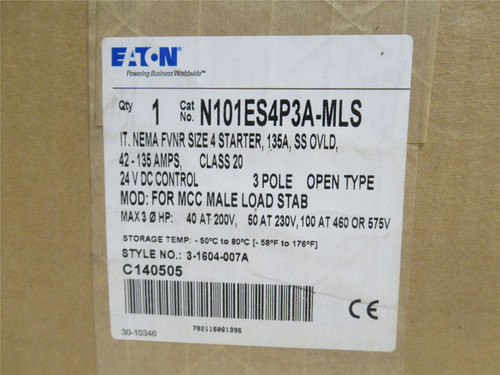 EATON
Powering Business Worldwide™
Qty 1 Cat No. N101ES4P3A-MLS
IT. NEMA FVNR SIZE 4 STARTER, 135A, SS OVLD,
42 - 135 AMPS, CLASS 20
24 V DC CONTROL 3 POLE OPEN TYPE
MOD: FOR MCC MALE LOAD STAB
MAX 3 Ø HP: 40 AT 200V, 50 AT 230V, 100 AT 460 OR 575V
STORAGE TEMP: - 50°C to 80°C [- 58°F to 176°F]
STYLE NO.: 3-1604-007A
C140505
CE
30-10346 782116061396